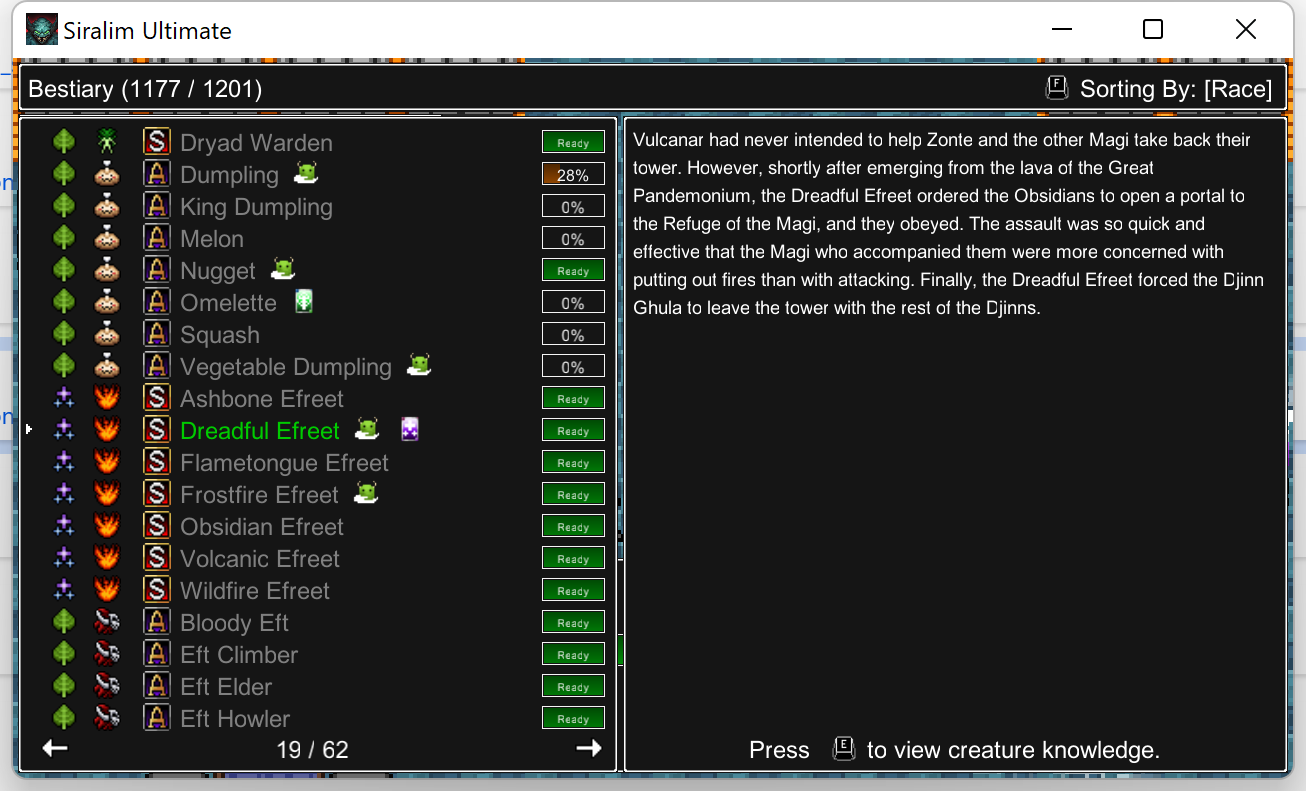 Siralim Ultimate
Bestiary (1177 / 1201)
F Sorting By: [Race]
S Dryad Warden Ready
A Dumpling 28%
A King Dumpling 0%
A Melon 0%
A Nugget Ready
A Omelette 0%
A Squash 0%
A Vegetable Dumpling 0%
S Ashbone Efreet Ready
S Dreadful Efreet Ready
S Flametongue Efreet Ready
S Frostfire Efreet Ready
S Obsidian Efreet Ready
S Volcanic Efreet Ready
S Wildfire Efreet Ready
A Bloody Eft Ready
A Eft Climber Ready
A Eft Elder Ready
A Eft Howler Ready
19 / 62
Vulcanar had never intended to help Zonte and the other Magi take back their
tower. However, shortly after emerging from the lava of the Great
Pandemonium, the Dreadful Efreet ordered the Obsidians to open a portal to
the Refuge of the Magi, and they obeyed. The assault was so quick and
effective that the Magi who accompanied them were more concerned with
putting out fires than with attacking. Finally, the Dreadful Efreet forced the Djinn
Ghula to leave the tower with the rest of the Djinns.
Press E to view creature knowledge.